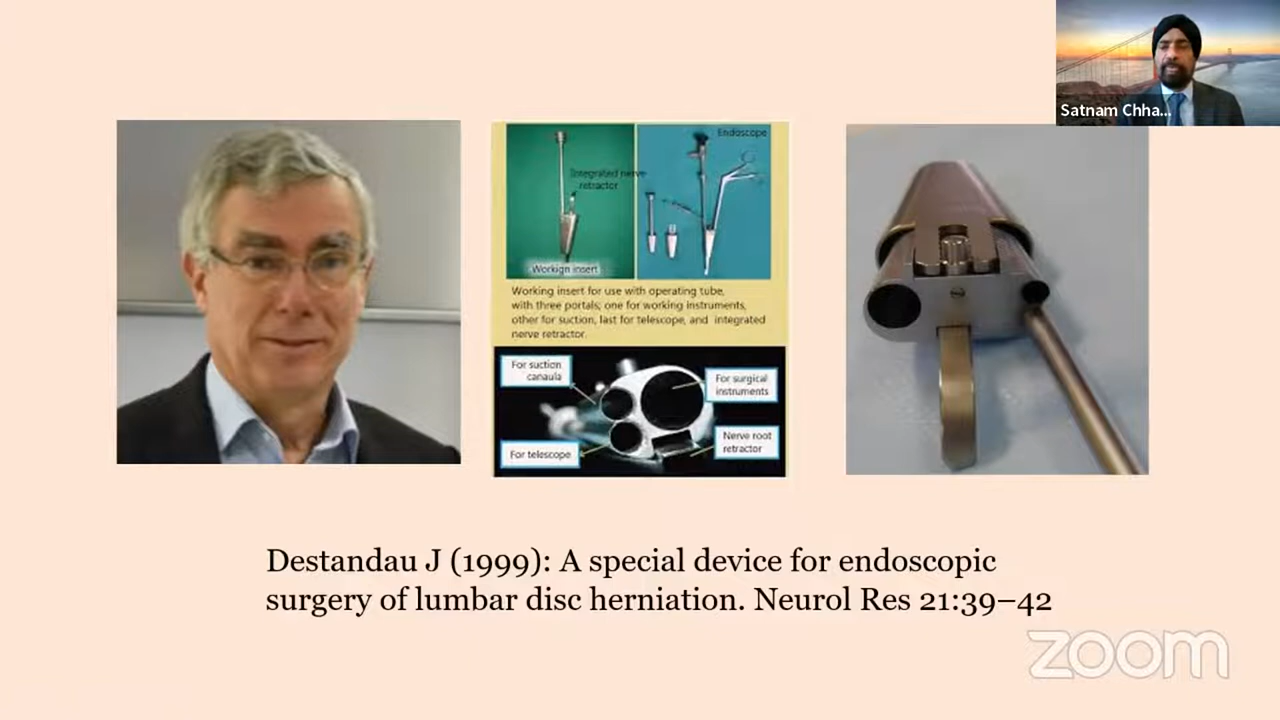 Satnam Chha...
Endoscope
Integrated nerve
retractor
Workign insert
Working insert for use with operating tube,
with three portals; one for working instruments,
other for suction, last for telescope, and integrated
nerve retractor.
For suction
canaula
For surgical
instruments
For telescope
Nerve root
retractor
Destandau J (1999): A special device for endoscopic
surgery of lumbar disc herniation. Neurol Res 21:39–42
zoom